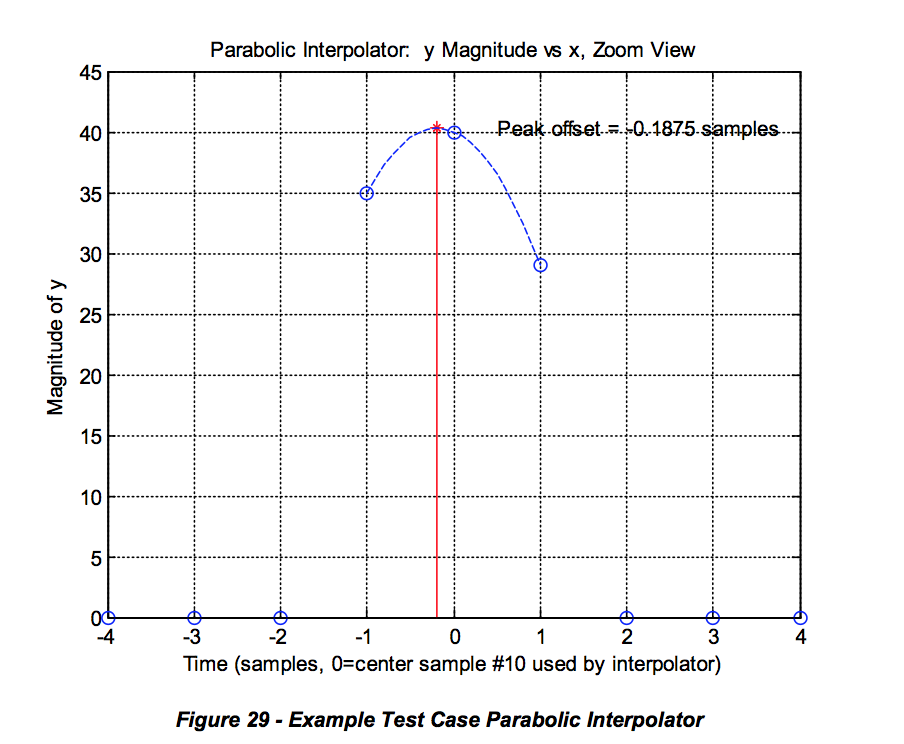 Parabolic Interpolator: y Magnitude vs x, Zoom View
45
40
35
30
25
20
15
10
5
0
Peak offset = -0.1875 samples
Magnitude of y
-4 -3 -2 -1 0 1 2 3 4
Time (samples, 0=center sample #10 used by interpolator)
Figure 29 - Example Test Case Parabolic Interpolator